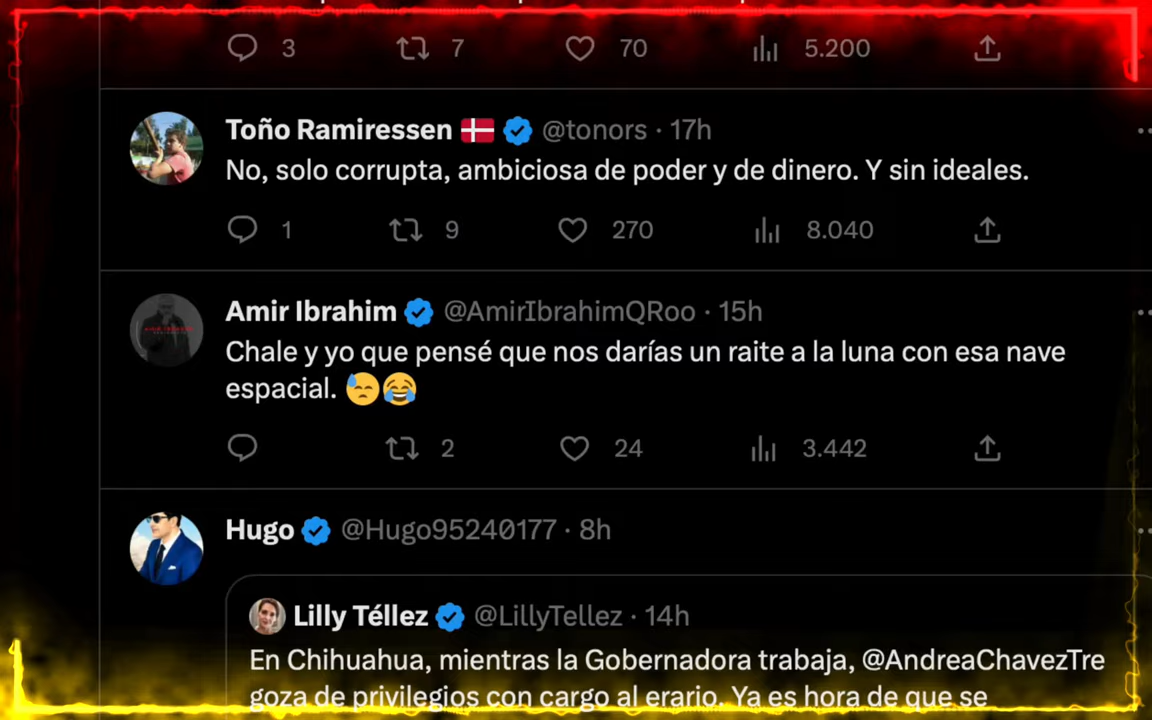 3 7 70 5.200
Toño Ramiressen @tonors · 17h
No, solo corrupta, ambiciosa de poder y de dinero. Y sin ideales.
1 9 270 8.040
Amir Ibrahim @AmirIbrahimQRoo · 15h
Chale y yo que pensé que nos darías un raite a la luna con esa nave
espacial. 😓😂
2 24 3.442
Hugo @Hugo95240177 · 8h
Lilly Téllez @LillyTellez · 14h
En Chihuahua, mientras la Gobernadora trabaja, @AndreaChavezTre
goza de privilegios con cargo al erario. Ya es hora de que se